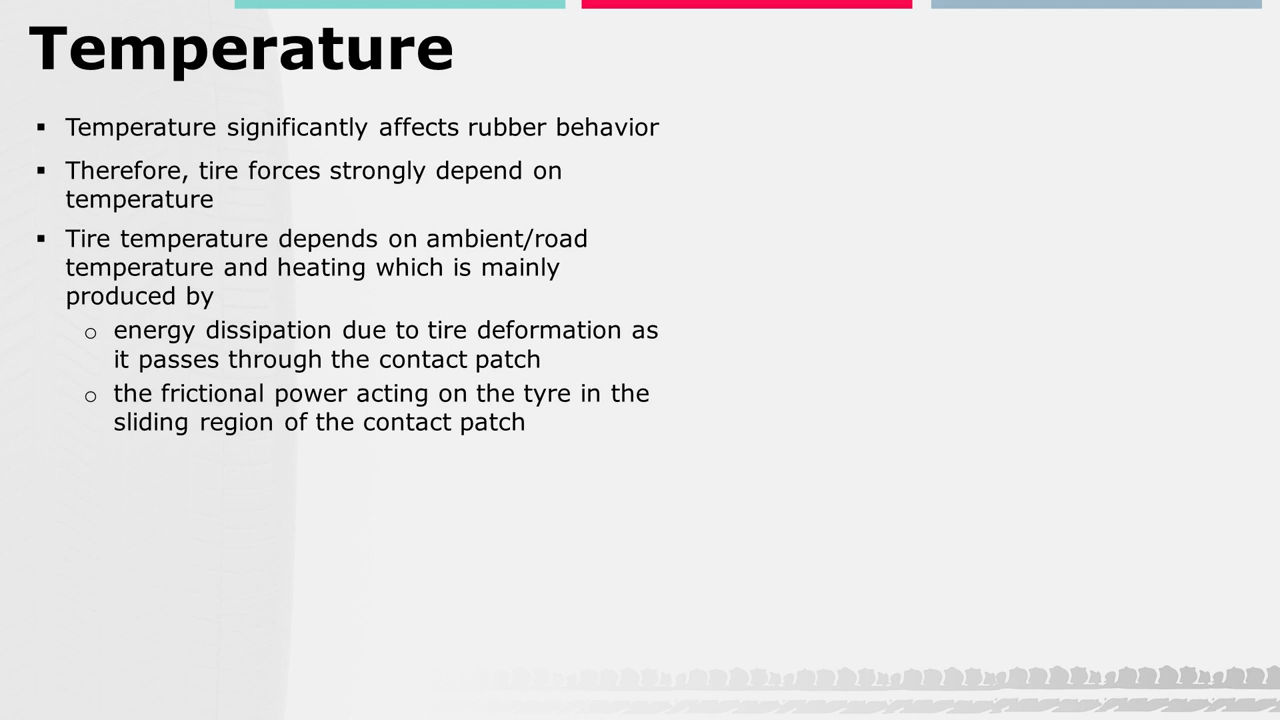 Temperature
▪ Temperature significantly affects rubber behavior
▪ Therefore, tire forces strongly depend on
temperature
▪ Tire temperature depends on ambient/road
temperature and heating which is mainly
produced by
o energy dissipation due to tire deformation as
it passes through the contact patch
o the frictional power acting on the tyre in the
sliding region of the contact patch